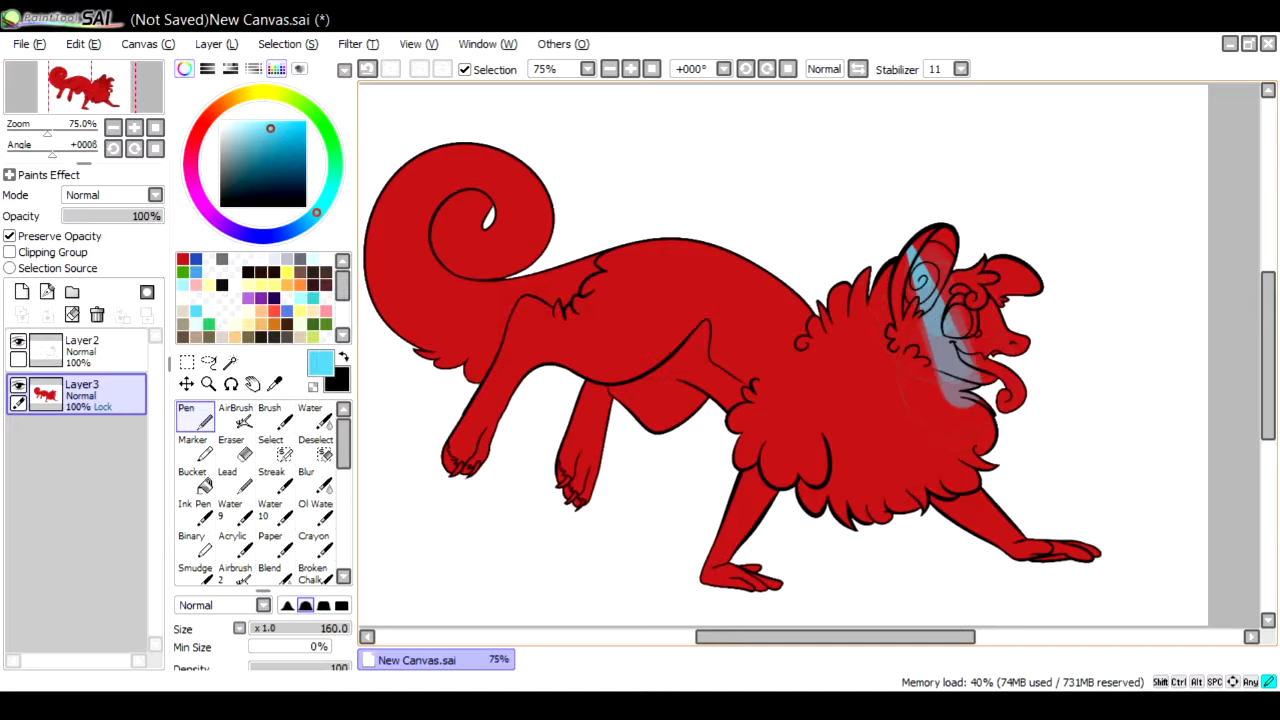 PaintTool SAI (Not Saved)New Canvas.sai (*)
File (F) Edit (E) Canvas (C) Layer (L) Selection (S) Filter (T) View (V) Window (W) Others (O)
Selection 75% +000° Normal Stabilizer 11
Zoom 75.0%
Angle +000ß
Paints Effect
Mode Normal
Opacity 100%
Preserve Opacity
Clipping Group
Selection Source
Layer2
Normal
100%
Layer3
Normal
100% Lock
Pen AirBrush Brush Water
Marker Eraser Select Deselect
Bucket Lead Streak Blur
Ink Pen Water 9 Water 10 Ol Wate
Binary Acrylic Paper Crayon
Smudge Airbrush 2 Blend Broken Chalk
Normal
Size x 1.0 160.0
Min Size 0%
Density 100
New Canvas.sai 75%
Memory load: 40% (74MB used / 731MB reserved) Shift Ctrl Alt SPC Any